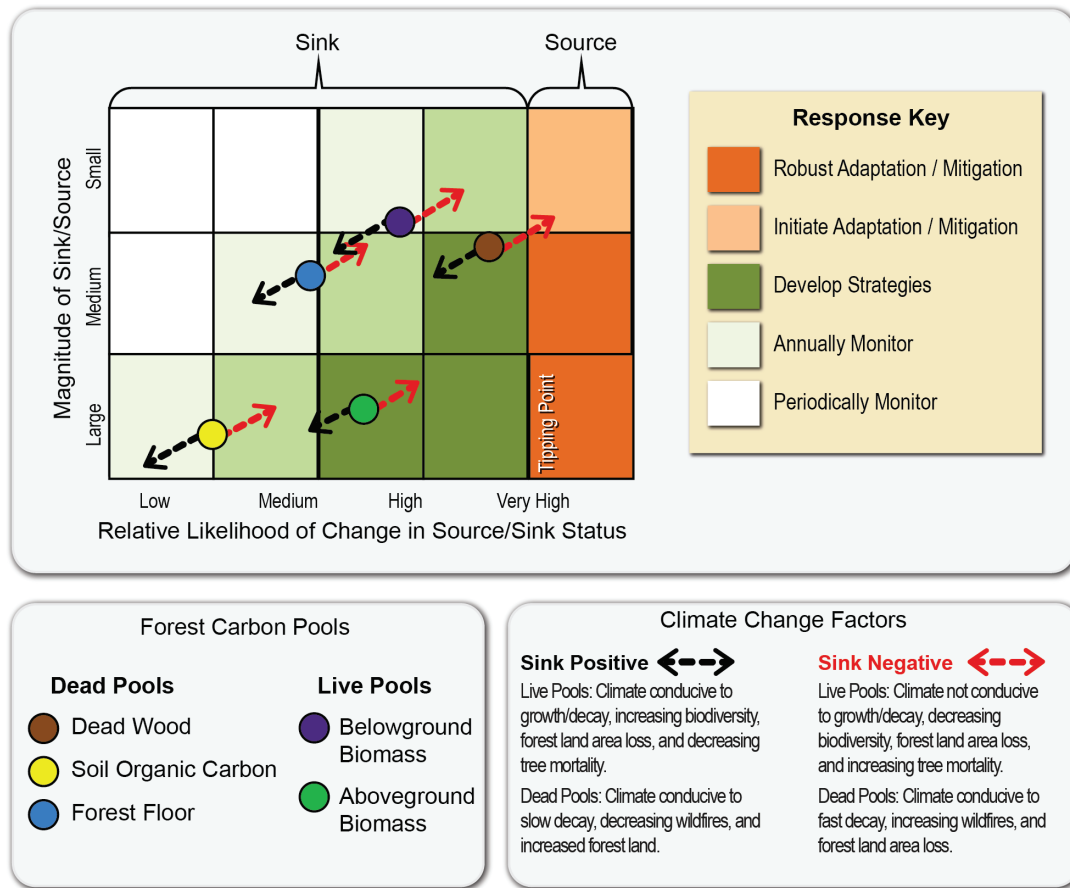 Sink
Source
Magnitude of Sink/Source
Small
Medium
Large
Tipping Point
Low
Medium
High
Very High
Relative Likelihood of Change in Source/Sink Status
Response Key
Robust Adaptation / Mitigation
Initiate Adaptation / Mitigation
Develop Strategies
Annually Monitor
Periodically Monitor
Forest Carbon Pools
Dead Pools
Dead Wood
Soil Organic Carbon
Forest Floor
Live Pools
Belowground
Biomass
Aboveground
Biomass
Climate Change Factors
Sink Positive
Live Pools: Climate conducive to
growth/decay, increasing biodiversity,
forest land area loss, and decreasing
tree mortality.
Dead Pools: Climate conducive to
slow decay, decreasing wildfires, and
increased forest land.
Sink Negative
Live Pools: Climate not conducive
to growth/decay, decreasing
biodiversity, forest land area loss,
and increasing tree mortality.
Dead Pools: Climate conducive to
fast decay, increasing wildfires, and
forest land area loss.